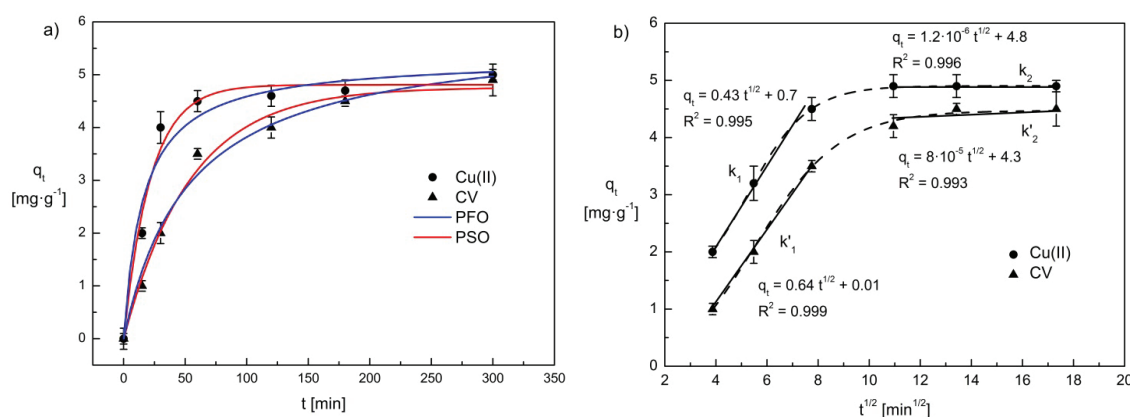 a)
6
5
4
3
2
1
0
q_t
[mg·g⁻¹]
Cu(II)
CV
PFO
PSO
0 50 100 150 200 250 300 350
t [min]
b)
6
5
4
3
2
1
0
q_t
[mg·g⁻¹]
q_t = 1.2·10⁻⁶ t^1/2 + 4.8
R² = 0.996
k_2
q_t = 0.43 t^1/2 + 0.7
R² = 0.995
k'_2
q_t = 8·10⁻⁵ t^1/2 + 4.3
R² = 0.993
k_1
k'_1
Cu(II)
CV
q_t = 0.64 t^1/2 + 0.01
R² = 0.999
2 4 6 8 10 12 14 16 18 20
t^1/2 [min^1/2]